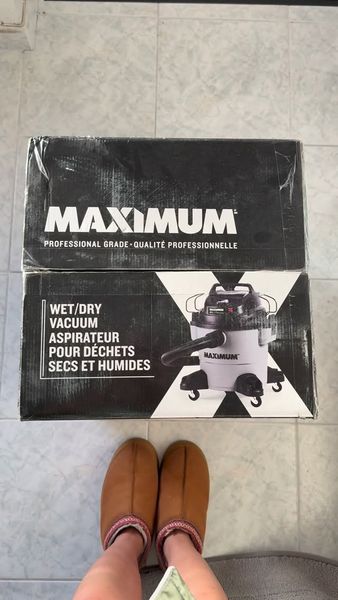 MAXIMUM
PROFESSIONAL GRADE•QUALITÉ PROFESSIONNELLE
WET/DRY
VACUUM
ASPIRATEUR
POUR DÉCHETS
SECS ET HUMIDES
MAXIMUM